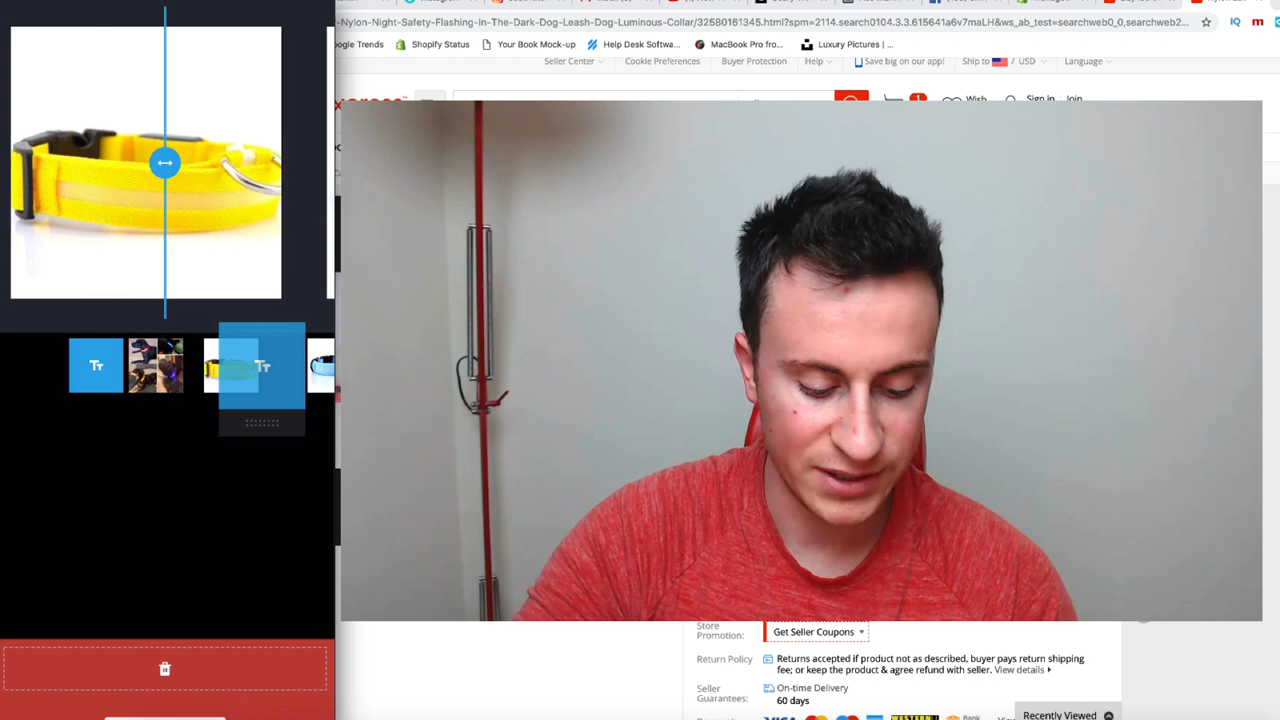 -Nylon-Night-Safety-Flashing-In-The-Dark-Dog-Leash-Dog-Luminous-Collar/32580161345.html?spm=2114.search0104.3.3.615641a6v7maLH&ws_ab_test=searchweb0_0,searchweb2...
IQ
m
ogle Trends
Shopify Status
Your Book Mock-up
Help Desk Softwa...
MacBook Pro fro...
Luxury Pictures | ...
Seller Center
Cookie Preferences
Buyer Protection
Help
Save big on our app!
Ship to / USD
Language
1
Wish
Sign in
Join
Tт
Tт
Store
Promotion:
Get Seller Coupons
Return Policy
Returns accepted if product not as described, buyer pays return shipping
fee; or keep the product & agree refund with seller. View details
Seller
Guarantees:
On-time Delivery
60 days
Recently Viewed